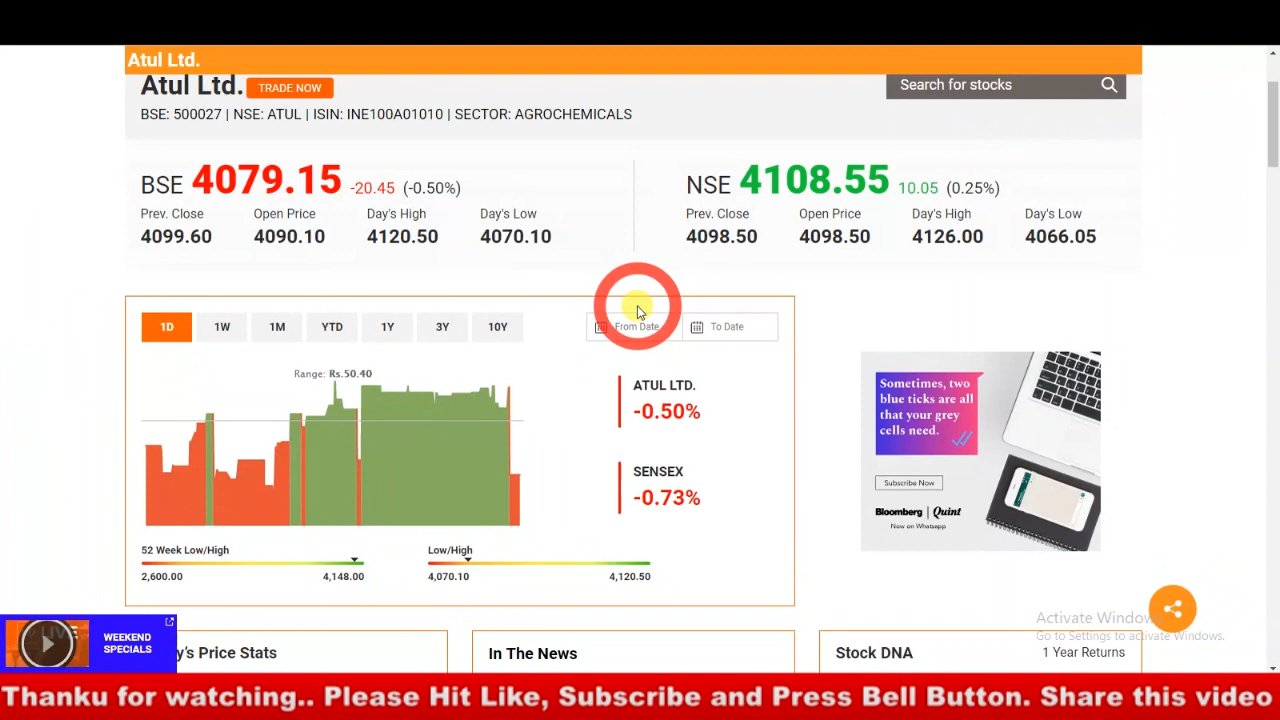 Atul Ltd.
Atul Ltd. TRADE NOW
Search for stocks
BSE: 500027 | NSE: ATUL | ISIN: INE100A01010 | SECTOR: AGROCHEMICALS
BSE 4079.15 -20.45 (-0.50%)
Prev. Close Open Price Day's High Day's Low
4099.60 4090.10 4120.50 4070.10
NSE 4108.55 10.05 (0.25%)
Prev. Close Open Price Day's High Day's Low
4098.50 4098.50 4126.00 4066.05
1D 1W 1M YTD 1Y 3Y 10Y
From Date To Date
Range: Rs.50.40
ATUL LTD.
-0.50%
SENSEX
-0.73%
52 Week Low/High
2,600.00 4,148.00
Low/High
4,070.10 4,120.50
Sometimes, two
blue ticks are all
that your grey
cells need.
Subscribe Now
Bloomberg | Quint
Now on Whatsapp
Activate Windows
Go to Settings to activate Windows.
WEEKEND
SPECIALS
y's Price Stats
In The News
Stock DNA
1 Year Returns
Thanku for watching.. Please Hit Like, Subscribe and Press Bell Button. Share this video